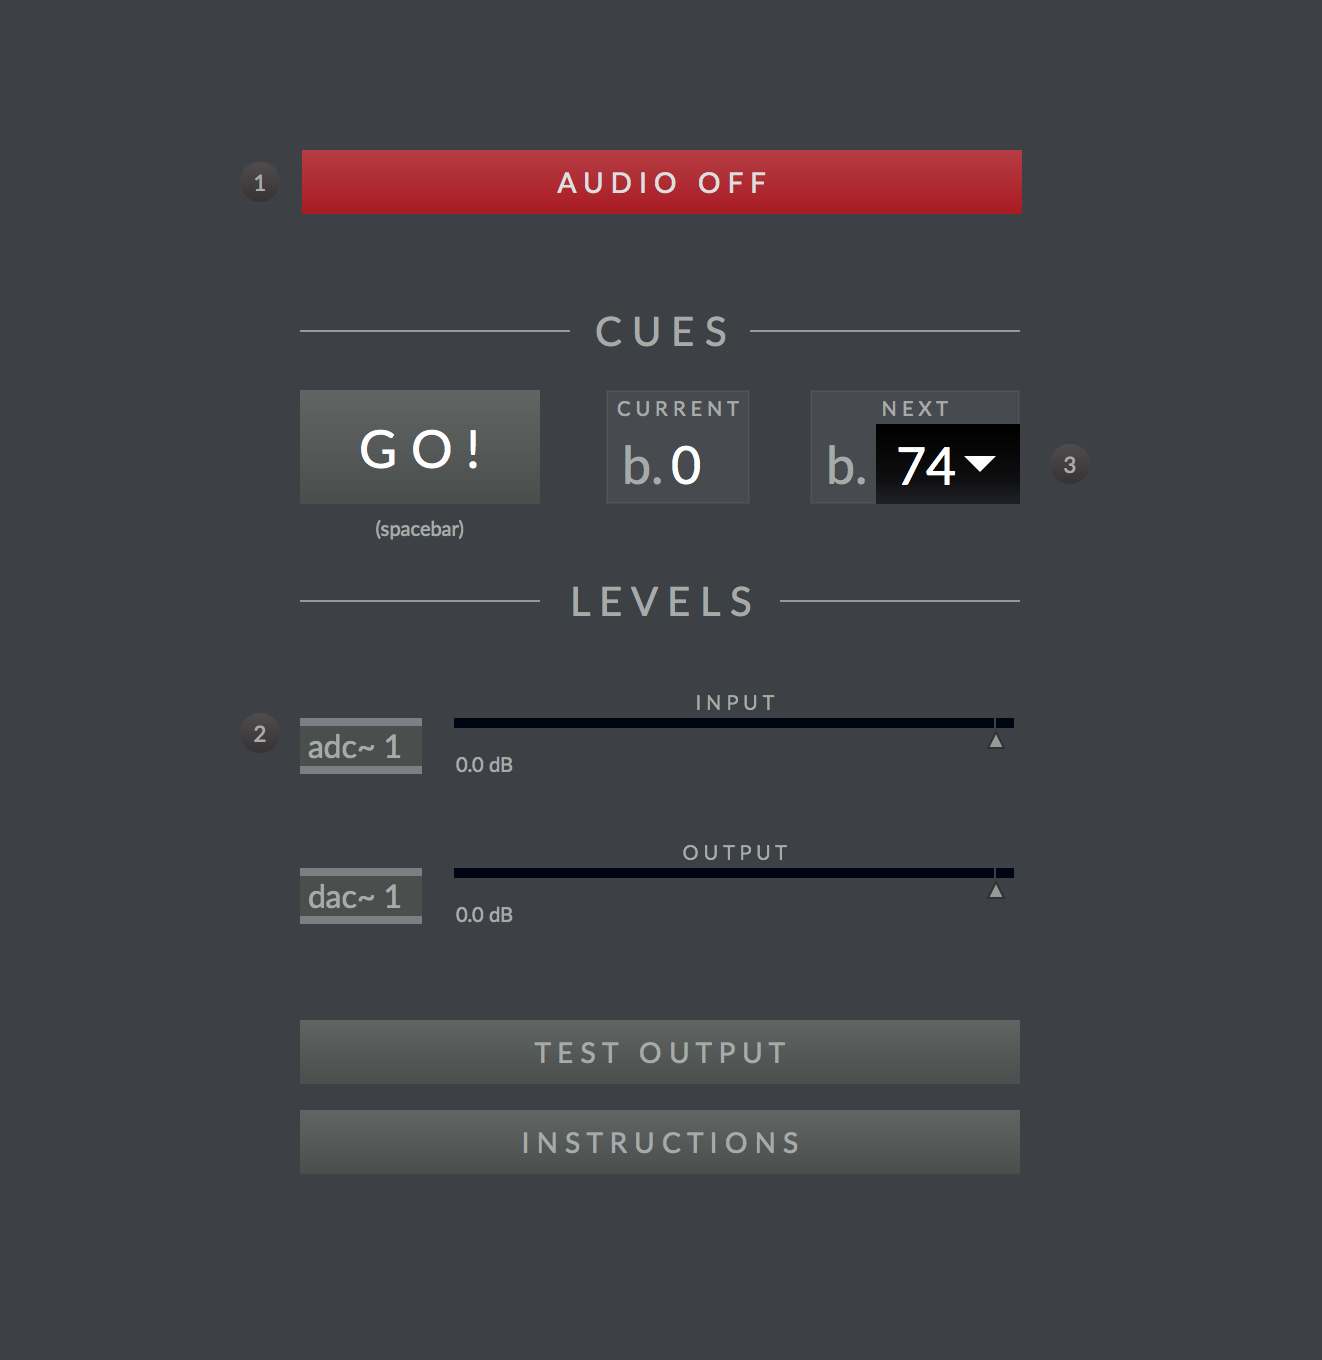 1
AUDIO OFF
CUES
GO!
(spacebar)
CURRENT
b. 0
NEXT
b. 74
3
LEVELS
2
adc~ 1
INPUT
0.0 dB
dac~ 1
OUTPUT
0.0 dB
TEST OUTPUT
INSTRUCTIONS